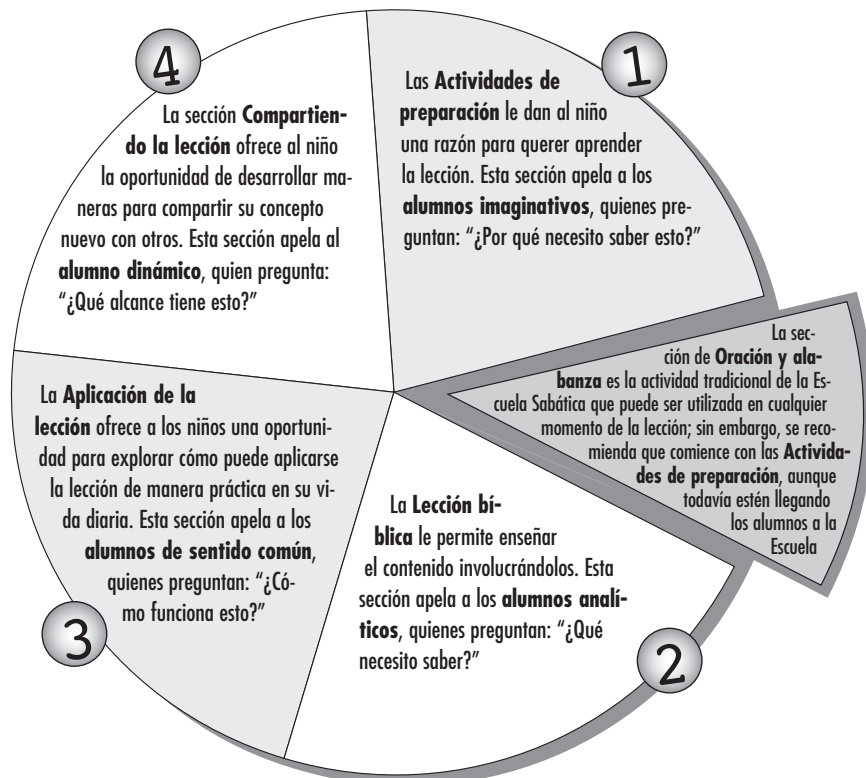 1
Las Actividades de
preparación le dan al niño
una razón para querer aprender
la lección. Esta sección apela a los
alumnos imaginativos, quienes pre-
guntan: “¿Por qué necesito saber esto?”
La sec-
ción de Oración y ala-
banza es la actividad tradicional de la Es-
cuela Sabática que puede ser utilizada en cualquier
momento de la lección; sin embargo, se reco-
mienda que comience con las Activida-
des de preparación, aunque
todavía estén llegando
los alumnos a la
Escuela
2
La Lección bí-
blica le permite enseñar
el contenido involucrándolos. Esta
sección apela a los alumnos analí-
ticos, quienes preguntan: “¿Qué
necesito saber?”
3
La Aplicación de la
lección ofrece a los niños una oportuni-
dad para explorar cómo puede aplicarse
la lección de manera práctica en su vi-
da diaria. Esta sección apela a los
alumnos de sentido común,
quienes preguntan: “¿Có-
mo funciona esto?”
4
La sección Compartien-
do la lección ofrece al niño
la oportunidad de desarrollar ma-
neras para compartir su concepto
nuevo con otros. Esta sección apela al
alumno dinámico, quien pregunta:
“¿Qué alcance tiene esto?”